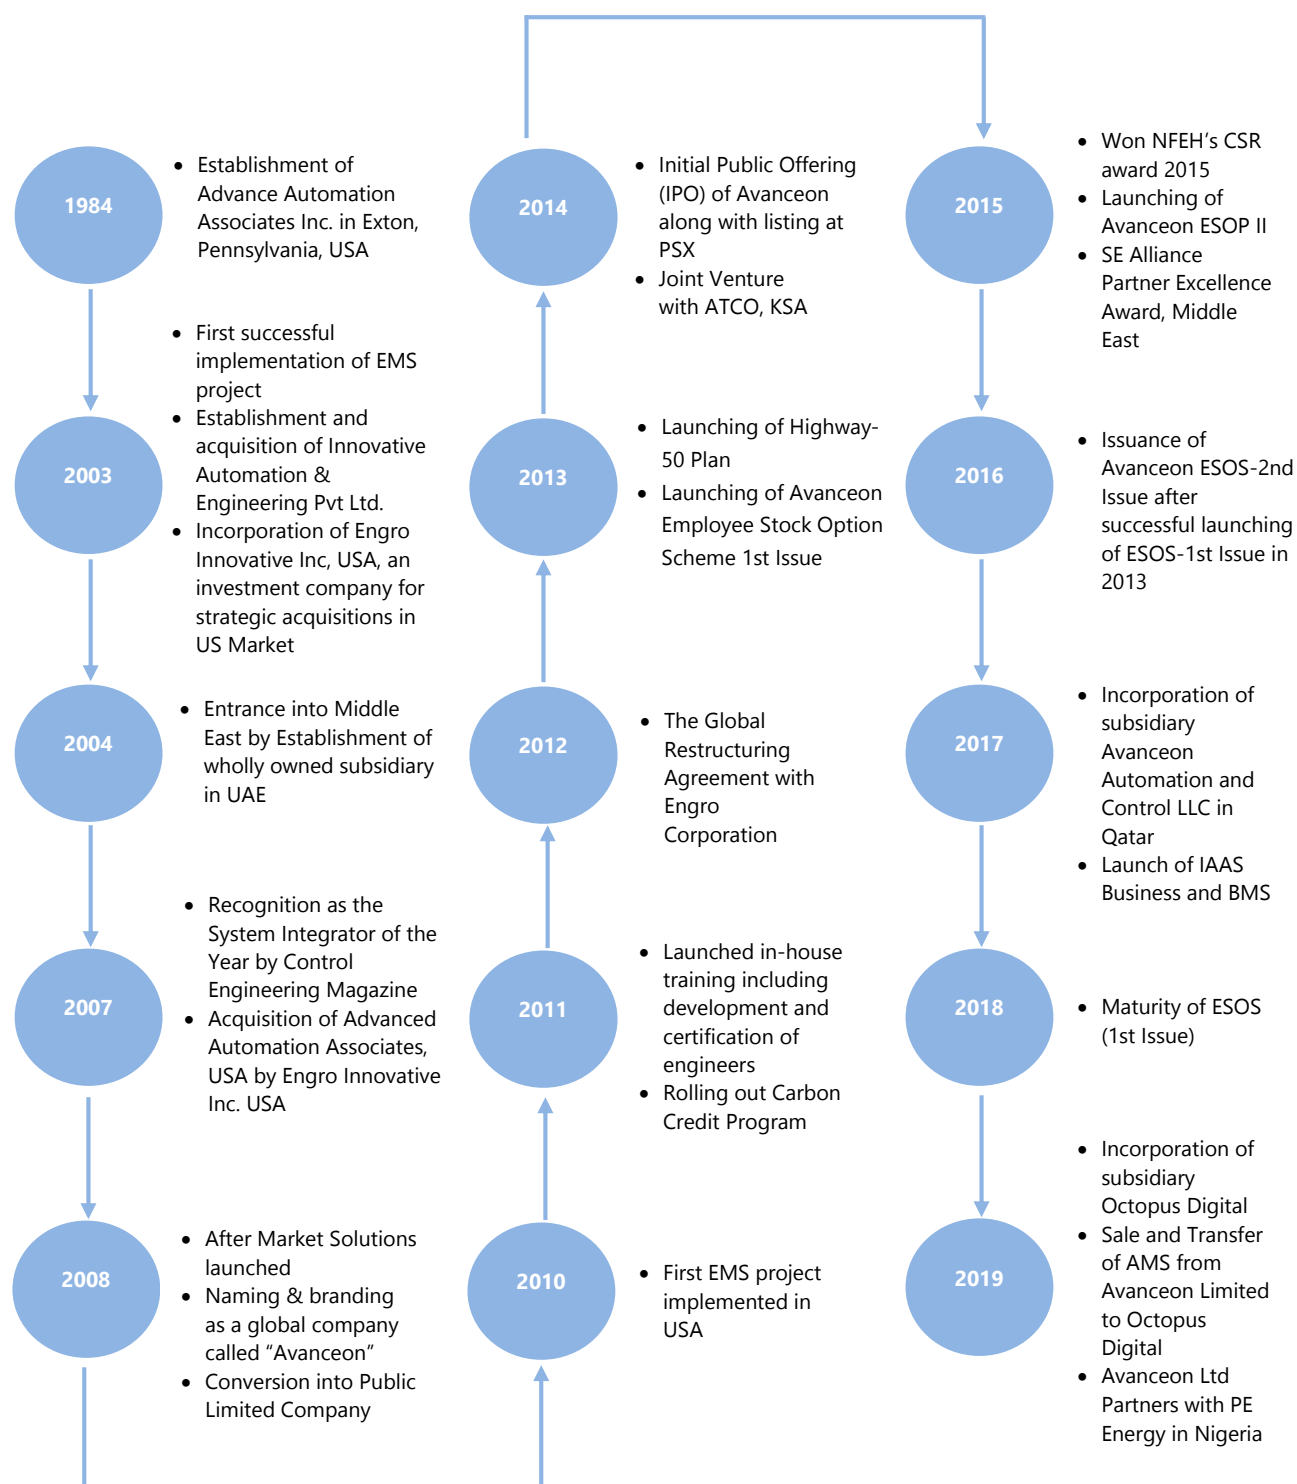 1984
• Establishment of
Advance Automation
Associates Inc. in Exton,
Pennsylvania, USA
2003
• First successful
implementation of EMS
project
• Establishment and
acquisition of Innovative
Automation &
Engineering Pvt Ltd.
• Incorporation of Engro
Innovative Inc, USA, an
investment company for
strategic acquisitions in
US Market
2004
• Entrance into Middle
East by Establishment of
wholly owned subsidiary
in UAE
2007
• Recognition as the
System Integrator of the
Year by Control
Engineering Magazine
• Acquisition of Advanced
Automation Associates,
USA by Engro Innovative
Inc. USA
2008
• After Market Solutions
launched
• Naming & branding
as a global company
called “Avanceon”
• Conversion into Public
Limited Company
2010
• First EMS project
implemented in
USA
2011
• Launched in-house
training including
development and
certification of
engineers
• Rolling out Carbon
Credit Program
2012
• The Global
Restructuring
Agreement with
Engro
Corporation
2013
• Launching of Highway-
50 Plan
• Launching of Avanceon
Employee Stock Option
Scheme 1st Issue
2014
• Initial Public Offering
(IPO) of Avanceon
along with listing at
PSX
• Joint Venture
with ATCO, KSA
2015
• Won NFEH’s CSR
award 2015
• Launching of
Avanceon ESOP II
• SE Alliance
Partner Excellence
Award, Middle
East
2016
• Issuance of
Avanceon ESOS-2nd
Issue after
successful launching
of ESOS-1st Issue in
2013
2017
• Incorporation of
subsidiary
Avanceon
Automation and
Control LLC in
Qatar
• Launch of IAAS
Business and BMS
2018
• Maturity of ESOS
(1st Issue)
2019
• Incorporation of
subsidiary
Octopus Digital
• Sale and Transfer
of AMS from
Avanceon Limited
to Octopus
Digital
• Avanceon Ltd
Partners with PE
Energy in Nigeria